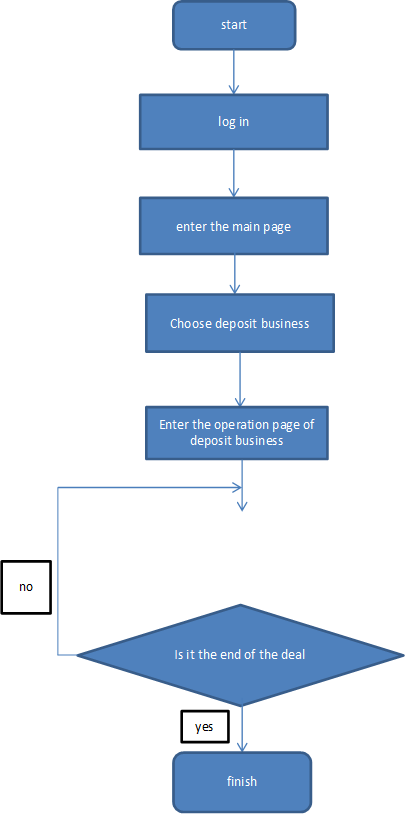 start
log in
enter the main page
Choose deposit business
Enter the operation page of
deposit business
no
Is it the end of the deal
yes
finish